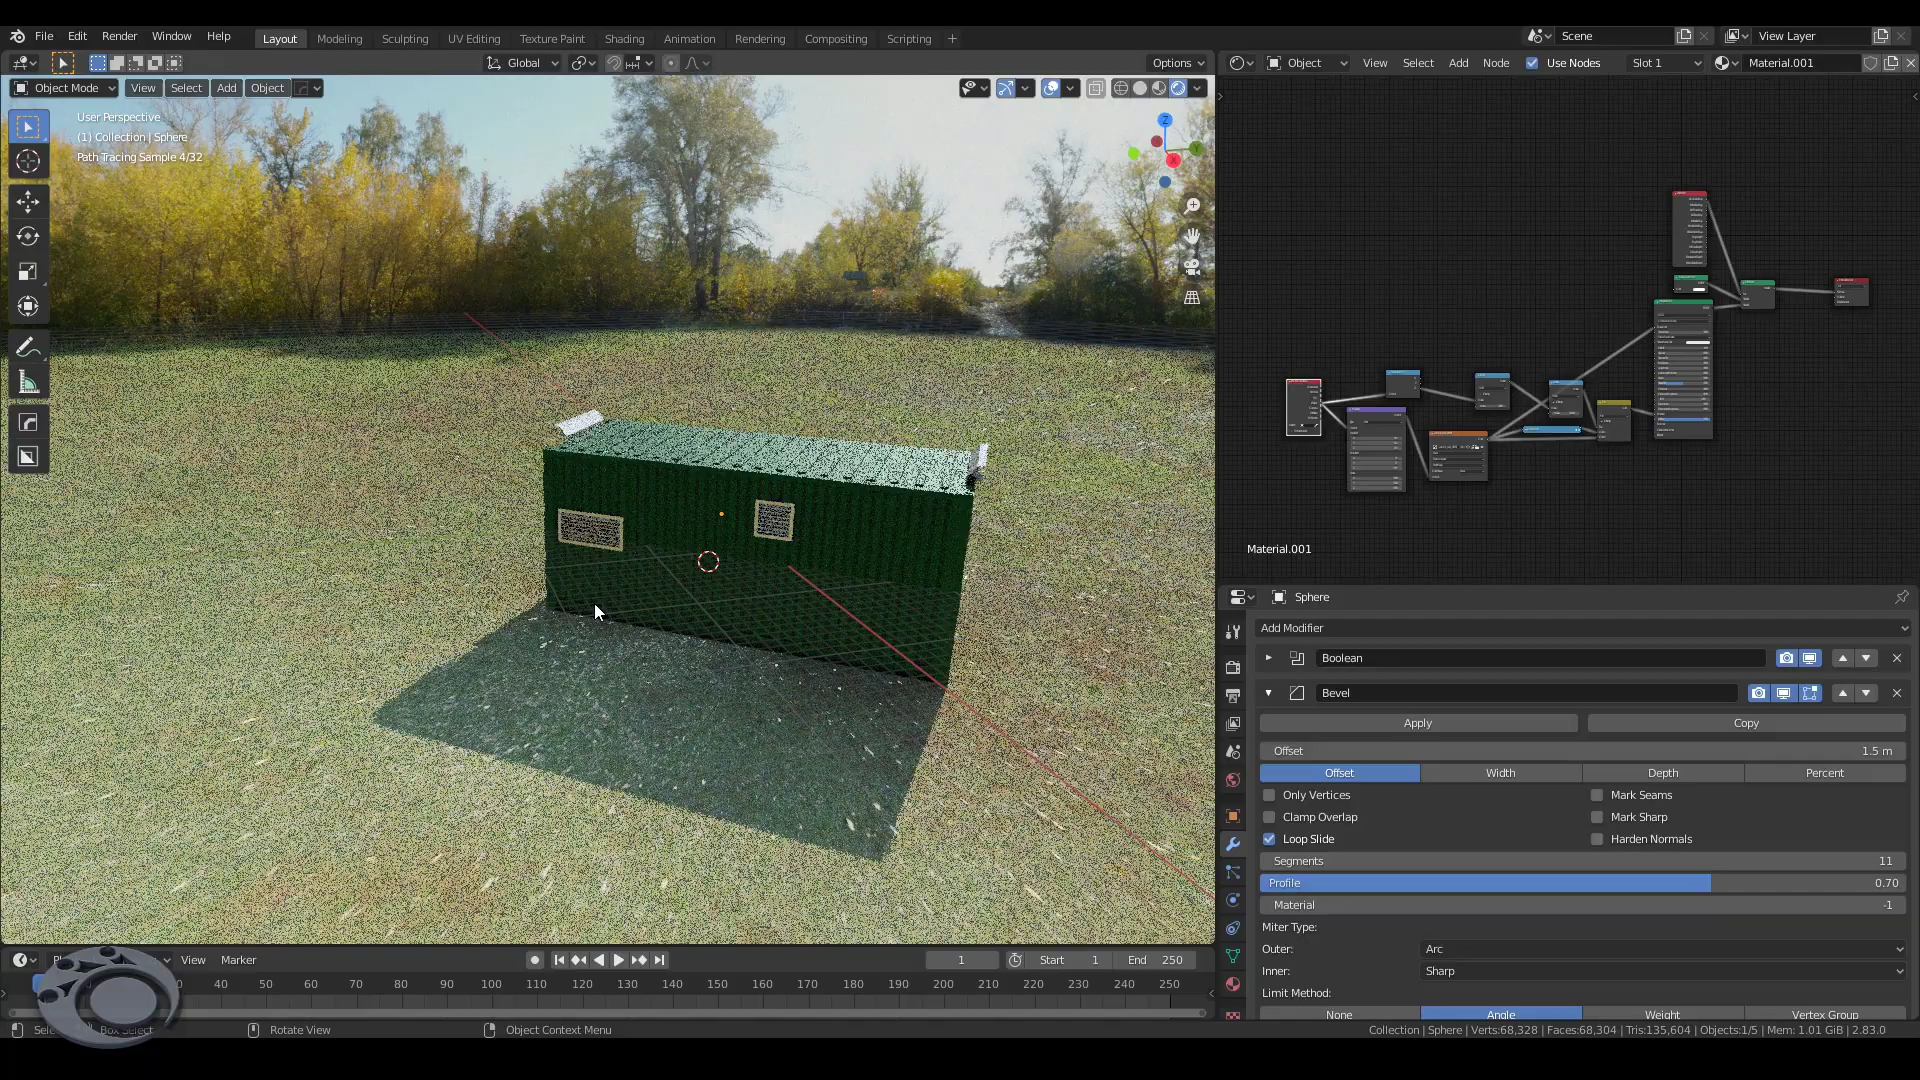 File Edit Render Window Help Layout Modeling Sculpting UV Editing Texture Paint Shading Animation Rendering Compositing Scripting + Scene View Layer
Global Options
Object View Select Add Node Use Nodes Slot 1 Material.001
Object Mode View Select Add Object
User Perspective
(1) Collection | Sphere
Path Tracing Sample 4/32
Z
Y
X
Material.001
Sphere
Add Modifier
Boolean
Bevel
Apply Copy
Offset 1.5 m
Offset Width Depth Percent
Only Vertices Mark Seams
Clamp Overlap Mark Sharp
Loop Slide Harden Normals
Segments 11
Profile 0.70
Material -1
Miter Type:
Outer: Arc
Inner: Sharp
Limit Method:
None Angle Weight Vertex Group
View Marker 1 Start 1 End 250
40 50 60 70 80 90 100 110 120 130 140 150 160 170 180 190 200 210 220 230 240 250
Box Select Rotate View Object Context Menu Collection | Sphere | Verts:68,328 | Faces:68,304 | Tris:135,604 | Objects:1/5 | Mem: 1.01 GiB | 2.83.0